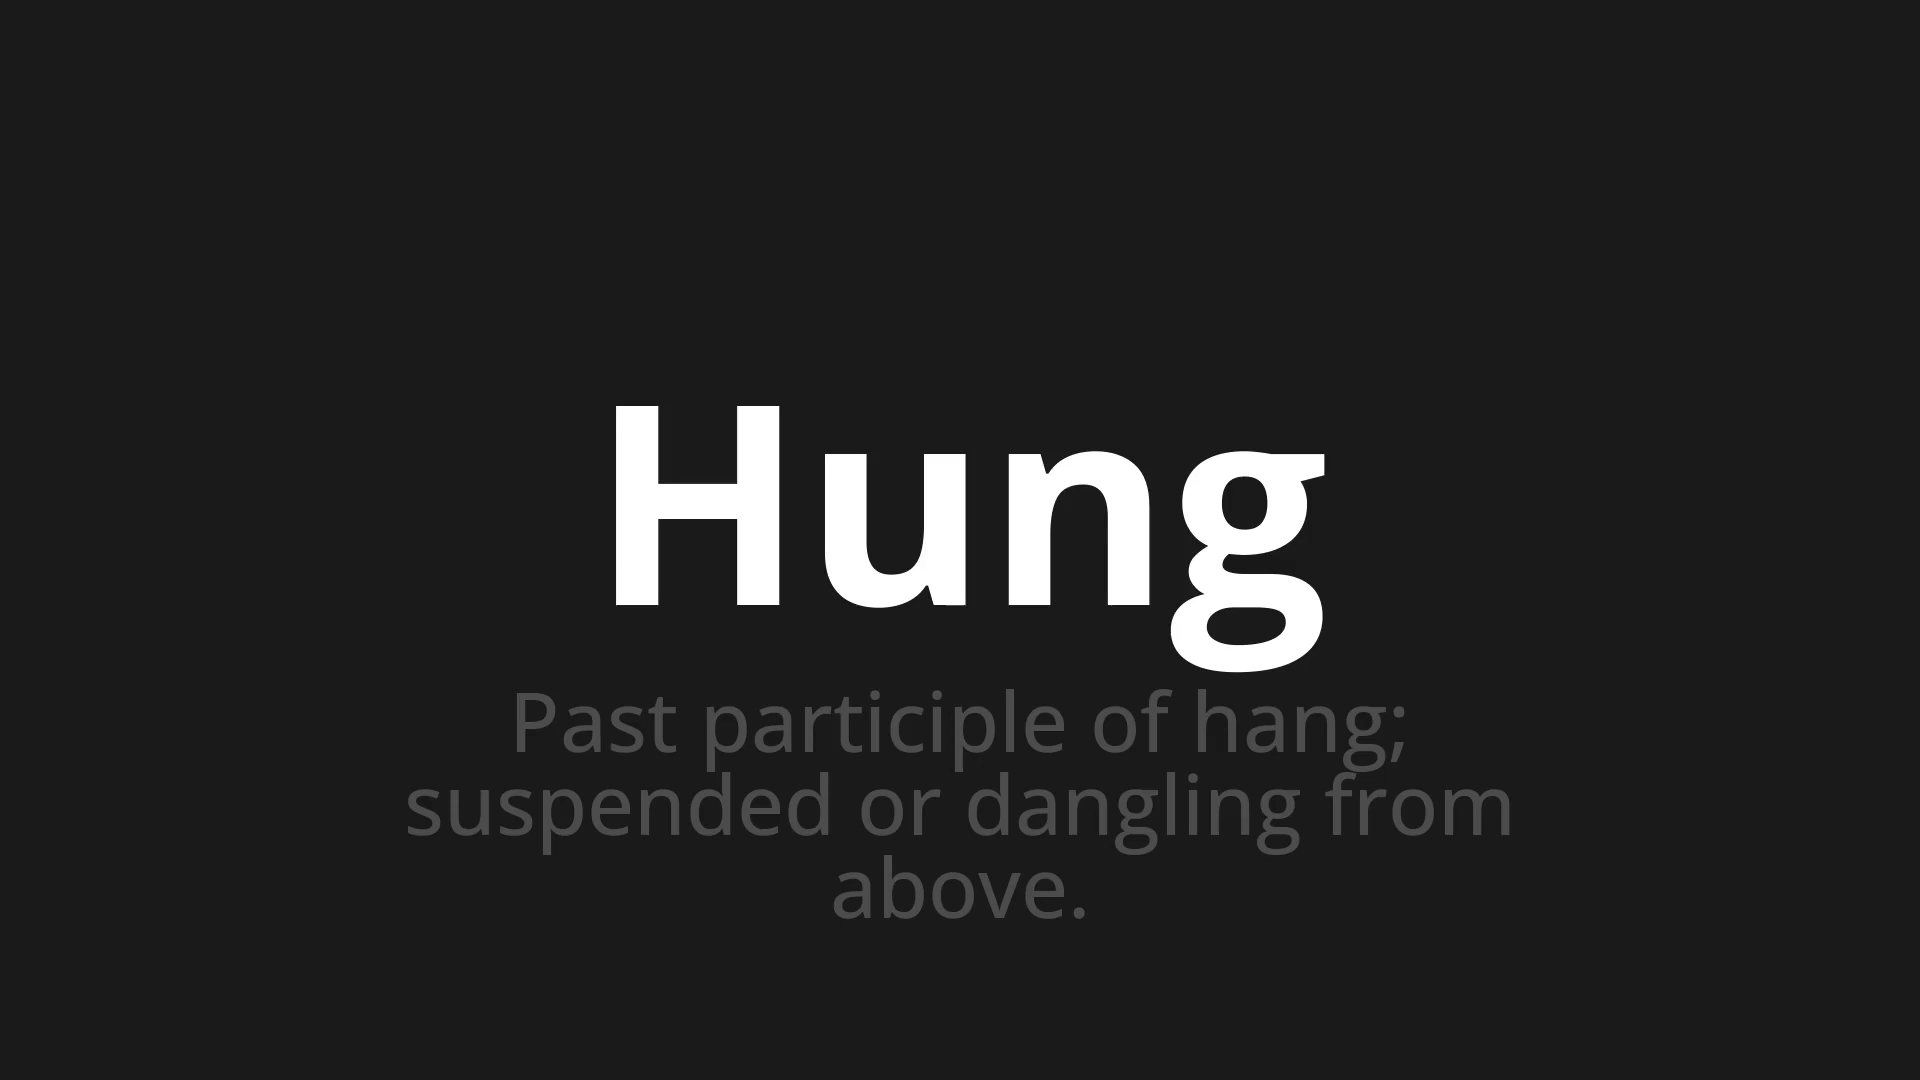 Hung
Past participle of hang;
suspended or dangling from
above.